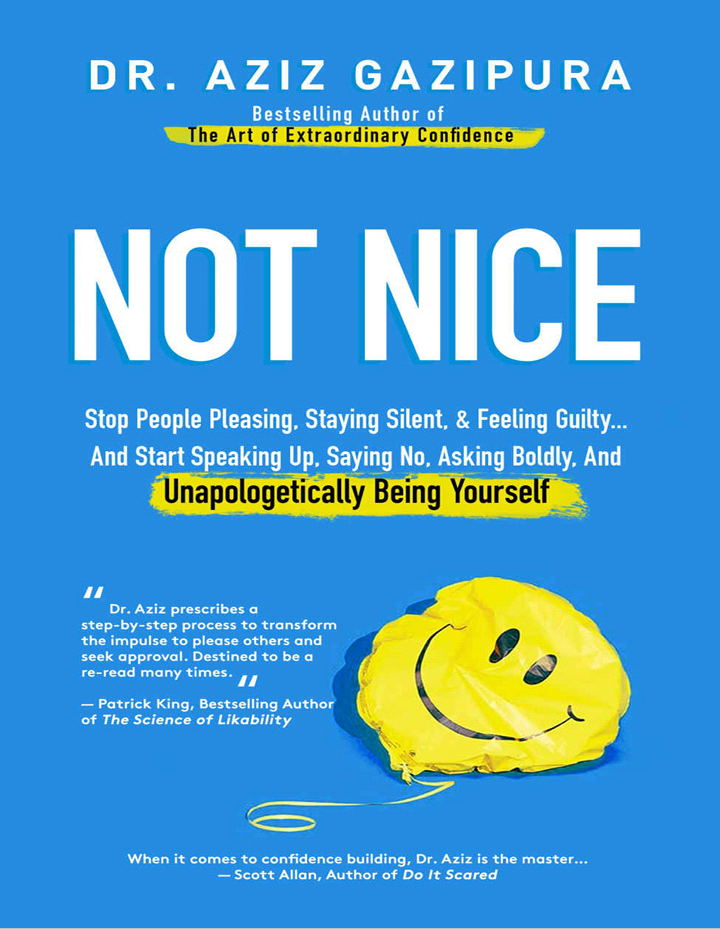 DR. AZIZ GAZIPURA
Bestselling Author of
The Art of Extraordinary Confidence
NOT NICE
Stop People Pleasing, Staying Silent, & Feeling Guilty...
And Start Speaking Up, Saying No, Asking Boldly, And
Unapologetically Being Yourself
“
Dr. Aziz prescribes a
step-by-step process to transform
the impulse to please others and
seek approval. Destined to be a
re-read many times. “
— Patrick King, Bestselling Author
of The Science of Likability
When it comes to confidence building, Dr. Aziz is the master...
— Scott Allan, Author of Do It Scared